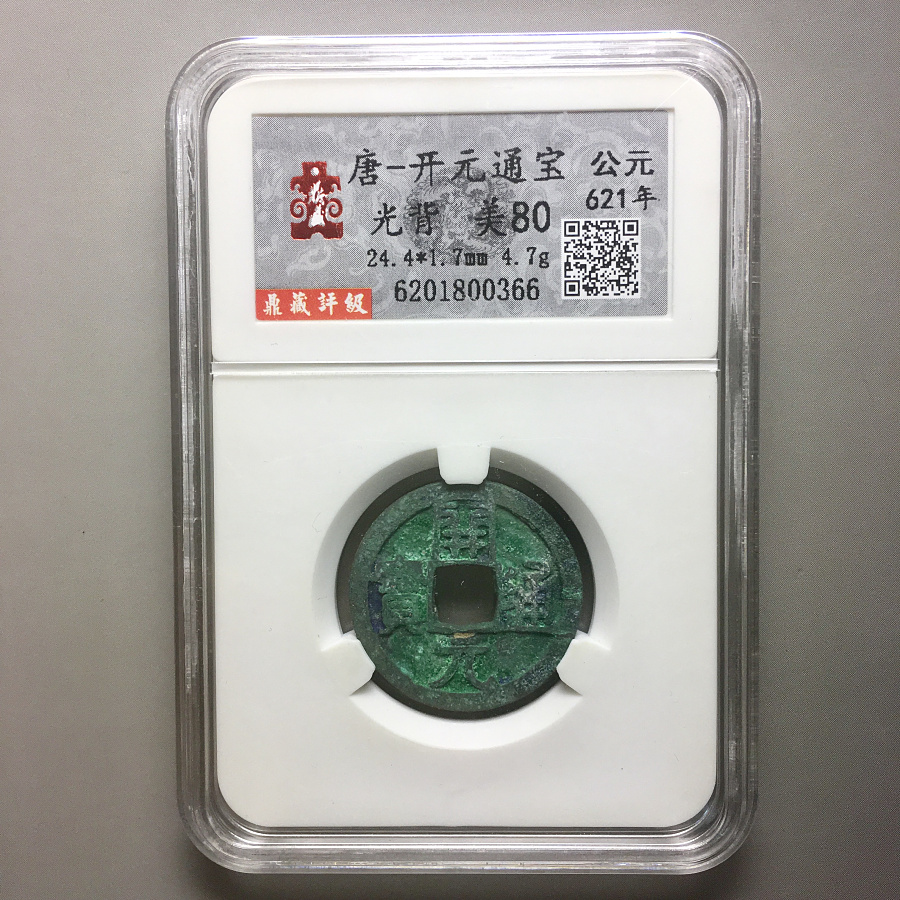 唐-开元通宝 公元
621年
光背 美80
24.4*1.7mm 4.7g
6201800366
鼎藏評級
開
通
寶
元